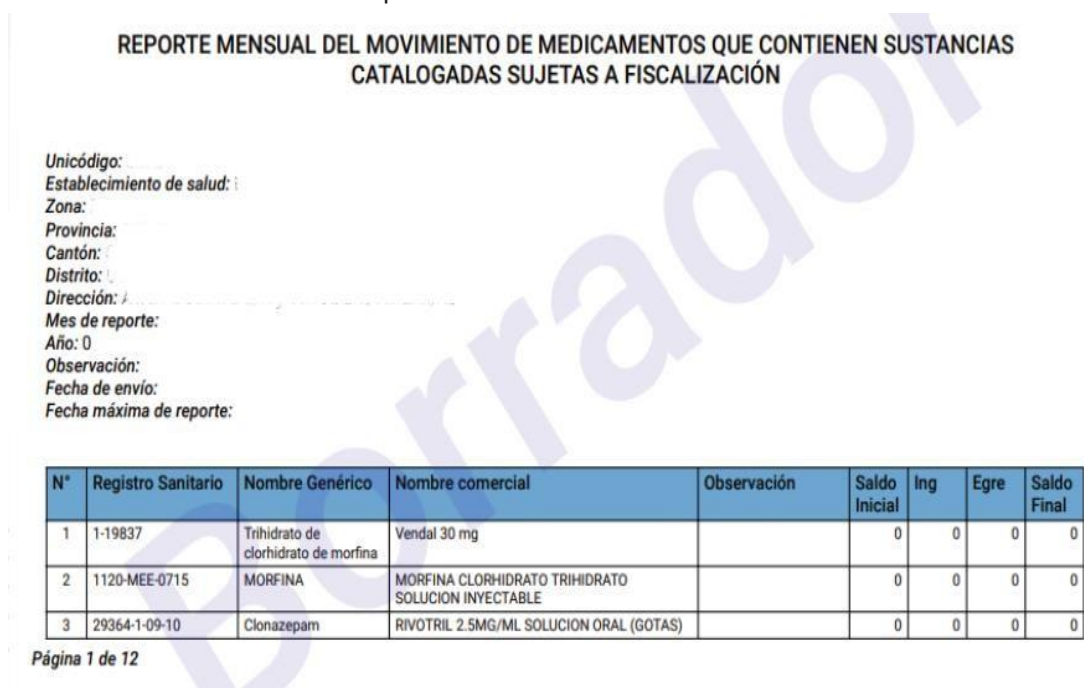 REPORTE MENSUAL DEL MOVIMIENTO DE MEDICAMENTOS QUE CONTIENEN SUSTANCIAS
CATALOGADAS SUJETAS A FISCALIZACIÓN
Unicódigo:
Establecimiento de salud:
Zona:
Provincia:
Cantón:
Distrito:
Dirección:
Mes de reporte:
Año: 0
Observación:
Fecha de envío:
Fecha máxima de reporte:
Borrador
N° Registro Sanitario Nombre Genérico Nombre comercial Observación Saldo Inicial Ing Egre Saldo Final
1 1-19837 Trihidrato de clorhidrato de morfina Vendal 30 mg 0 0 0 0
2 1120-MEE-0715 MORFINA MORFINA CLORHIDRATO TRIHIDRATO SOLUCION INYECTABLE 0 0 0 0
3 29364-1-09-10 Clonazepam RIVOTRIL 2.5MG/ML SOLUCION ORAL (GOTAS) 0 0 0 0
Página 1 de 12